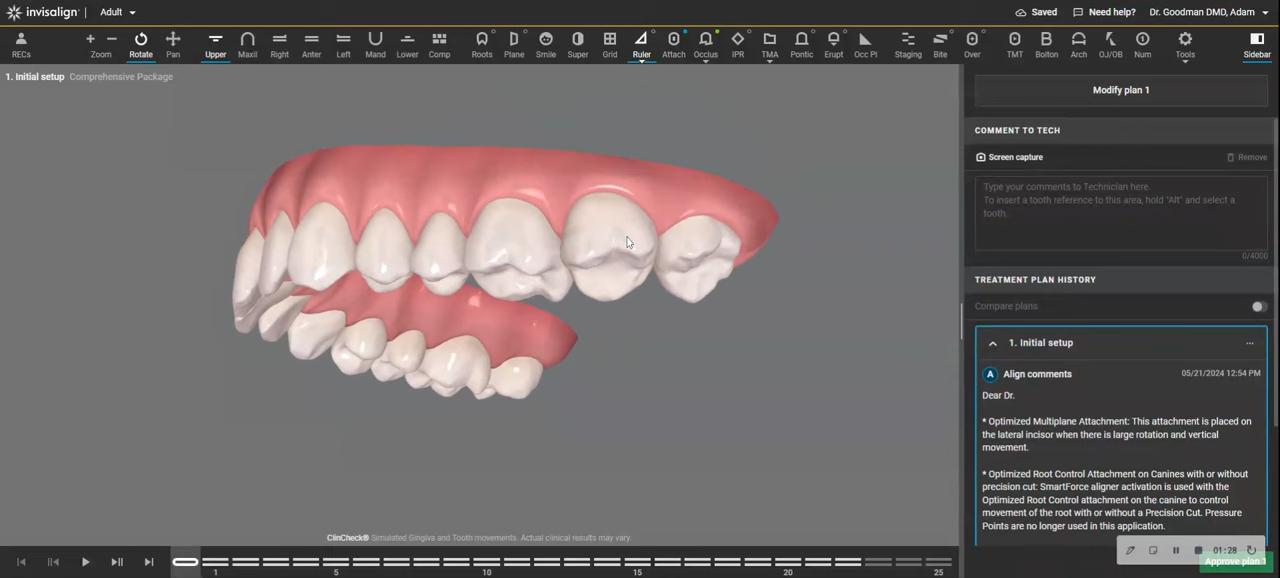 invisalign | Adult
Saved
Need help?
Dr. Goodman DMD, Adam
RECs
Zoom
Rotate
Pan
Upper
Maxil
Right
Anter
Left
Mand
Lower
Comp
Roots
Plane
Smile
Super
Grid
Ruler
Attach
Occlus
IPR
TMA
Pontic
Erupt
Occ Pl
Staging
Bite
Over
TMT
Bolton
Arch
OJ/OB
Num
Tools
Sidebar
1. Initial setup Comprehensive Package
Modify plan 1
COMMENT TO TECH
Screen capture
Remove
Type your comments to Technician here.
To insert a tooth reference to this area, hold "Alt" and select a
tooth.
0/4000
TREATMENT PLAN HISTORY
Compare plans
1. Initial setup
A Align comments
05/21/2024 12:54 PM
Dear Dr.
* Optimized Multiplane Attachment: This attachment is placed on
the lateral incisor when there is large rotation and vertical
movement.
* Optimized Root Control Attachment on Canines with or without
precision cut: SmartForce aligner activation is used with the
Optimized Root Control attachment on the canine to control
movement of the root with or without a Precision Cut. Pressure
Points are no longer used in this application.
ClinCheck® Simulated Gingiva and Tooth movements. Actual clinical results may vary.
01:28
Approve plan 1
1
5
10
15
20
25